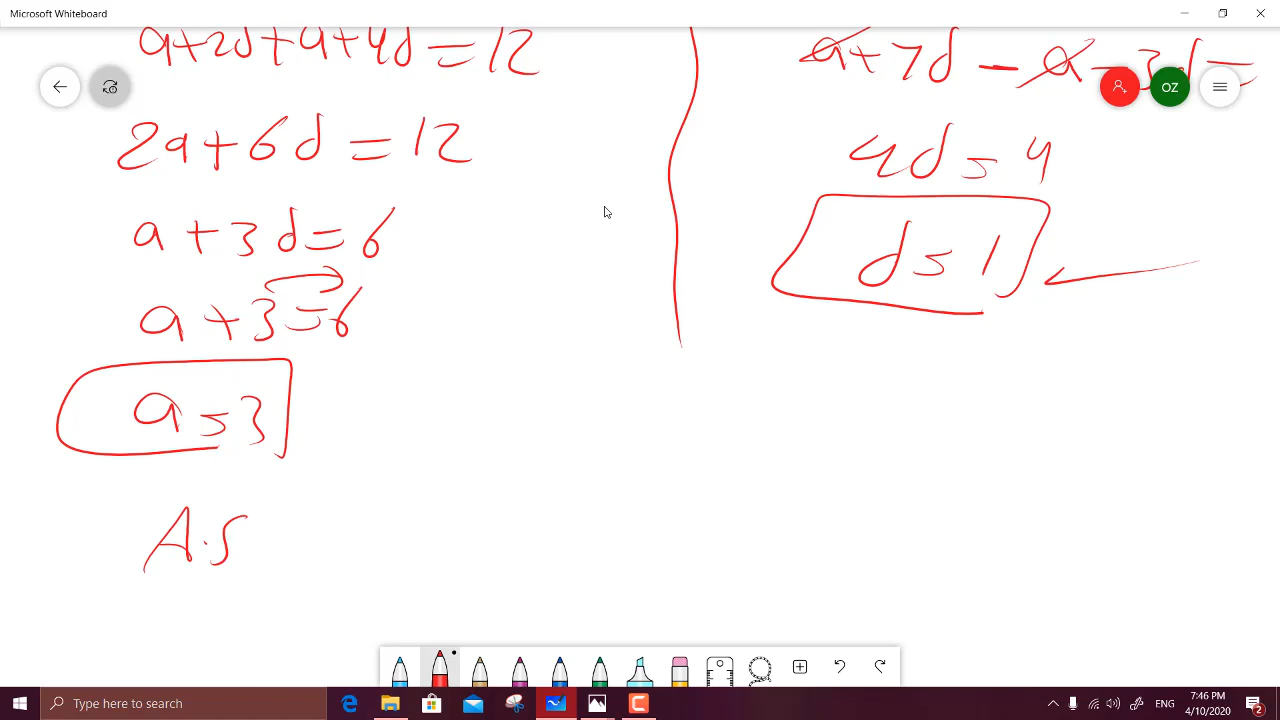 Microsoft Whiteboard
a+2d+a+4d=12
2a+6d=12
a+3d=6
a+3=6
a=3
A.S
a+7d-a-3d=
OZ
4d=4
d=1
Type here to search
ENG
7:46 PM
4/10/2020
2